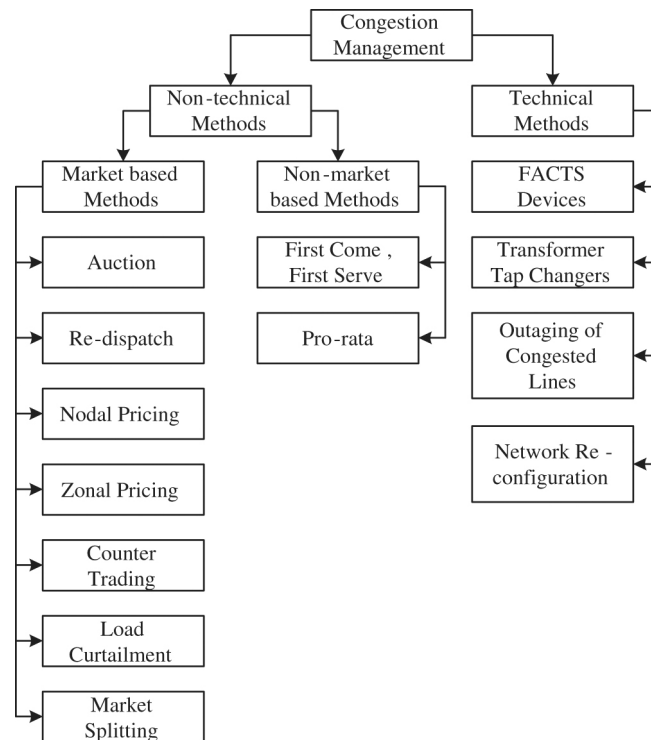 Congestion
Management
Non-technical
Methods
Technical
Methods
Market based
Methods
Non-market
based Methods
FACTS
Devices
Auction
First Come ,
First Serve
Transformer
Tap Changers
Re-dispatch
Pro-rata
Outaging of
Congested
Lines
Nodal Pricing
Zonal Pricing
Network Re -
configuration
Counter
Trading
Load
Curtailment
Market
Splitting